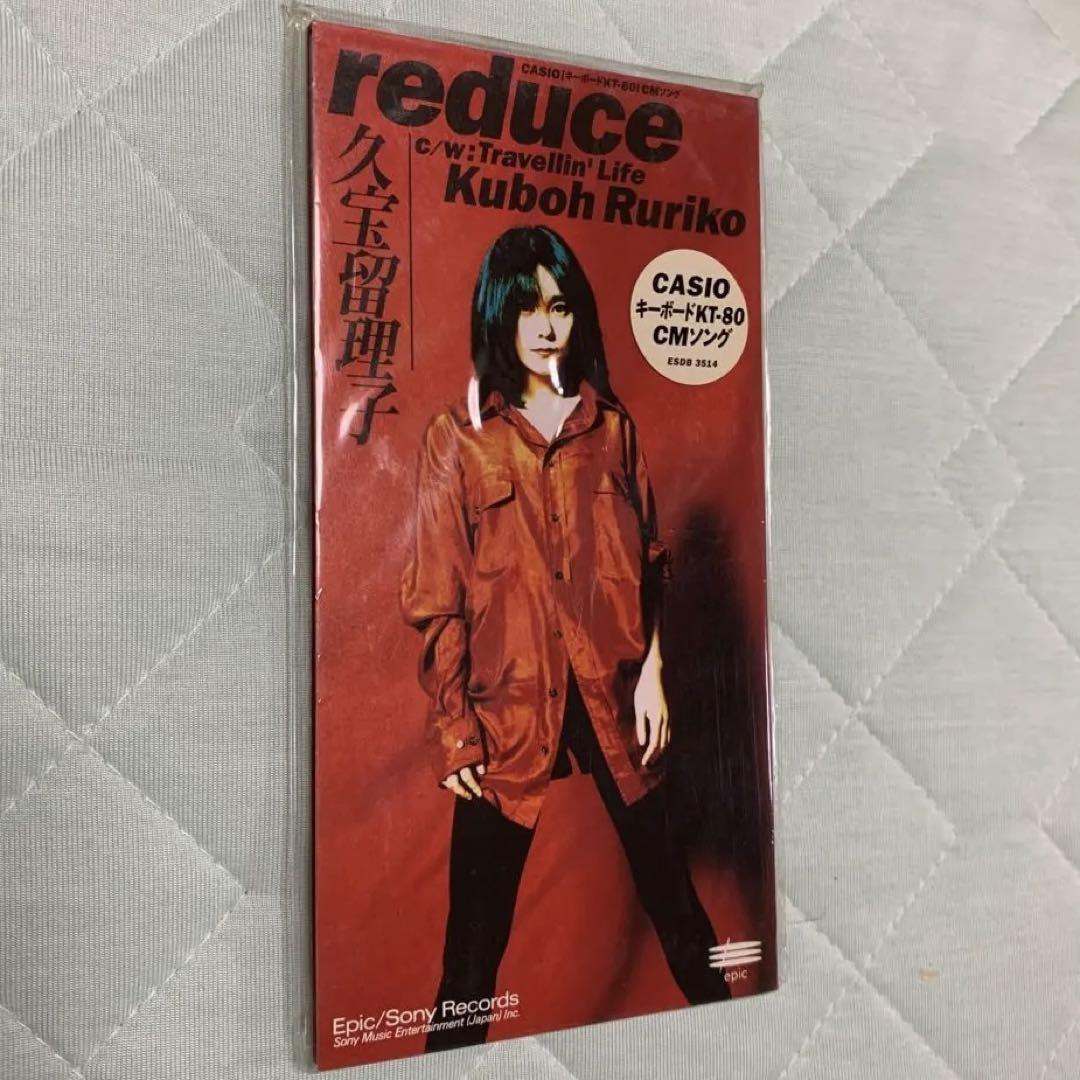 reduce
CASIO/キーボードKT-80/CMソング
c/w:Travellin' Life
Kuboh Ruriko
久宝留理子
CASIO
キーボードKT-80
CMソング
ESDB 3514
epic
Epic/Sony Records
Sony Music Entertainment (Japan) Inc.